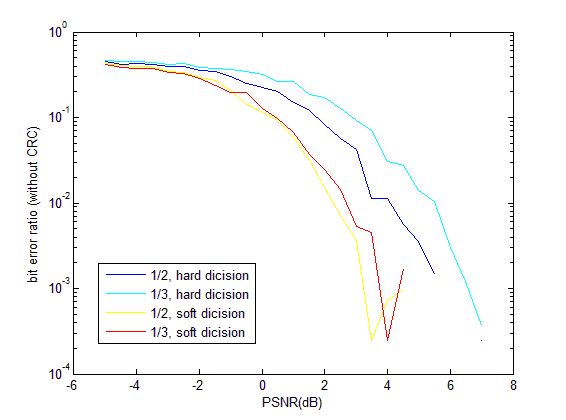 10^0
10^-1
10^-2
10^-3
10^-4
bit error ratio (without CRC)
1/2, hard dicision
1/3, hard dicision
1/2, soft dicision
1/3, soft dicision
-6 -4 -2 0 2 4 6 8
PSNR(dB)